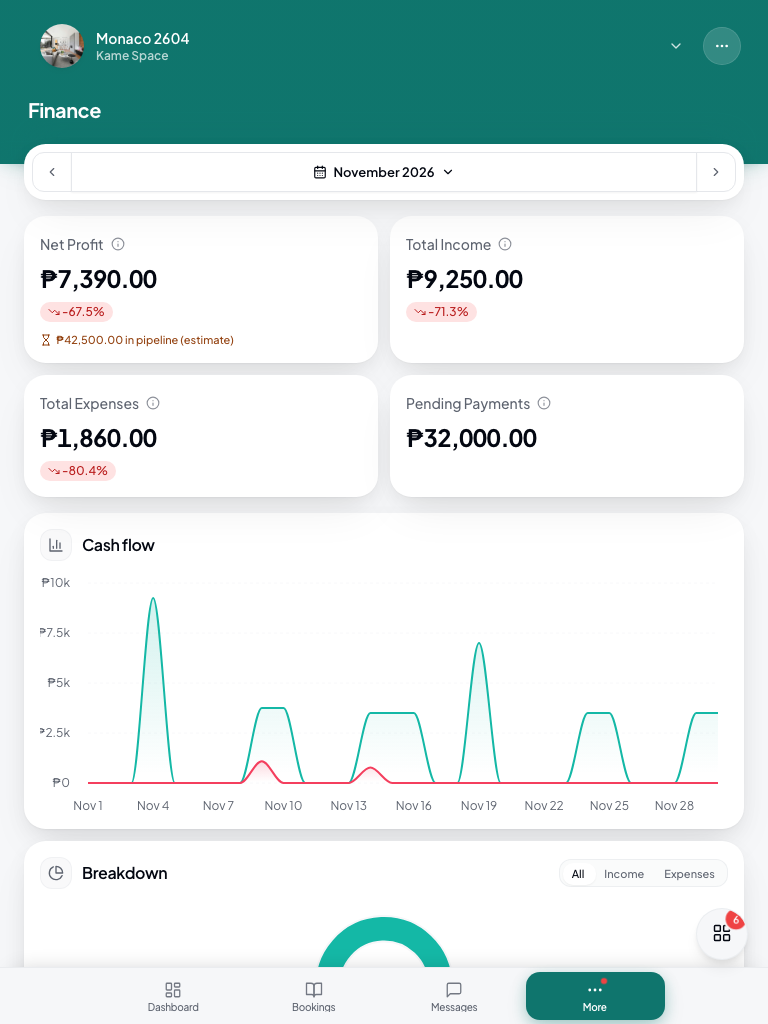 Monaco 2604
Kame Space
Finance
November 2026
Net Profit
₱7,390.00
-67.5%
₱42,500.00 in pipeline (estimate)
Total Income
₱9,250.00
-71.3%
Total Expenses
₱1,860.00
-80.4%
Pending Payments
₱32,000.00
Cash flow
₱10k
₱7.5k
₱5k
₱2.5k
₱0
Nov 1 Nov 4 Nov 7 Nov 10 Nov 13 Nov 16 Nov 19 Nov 22 Nov 25 Nov 28
Breakdown
All Income Expenses
6
Dashboard Bookings Messages More